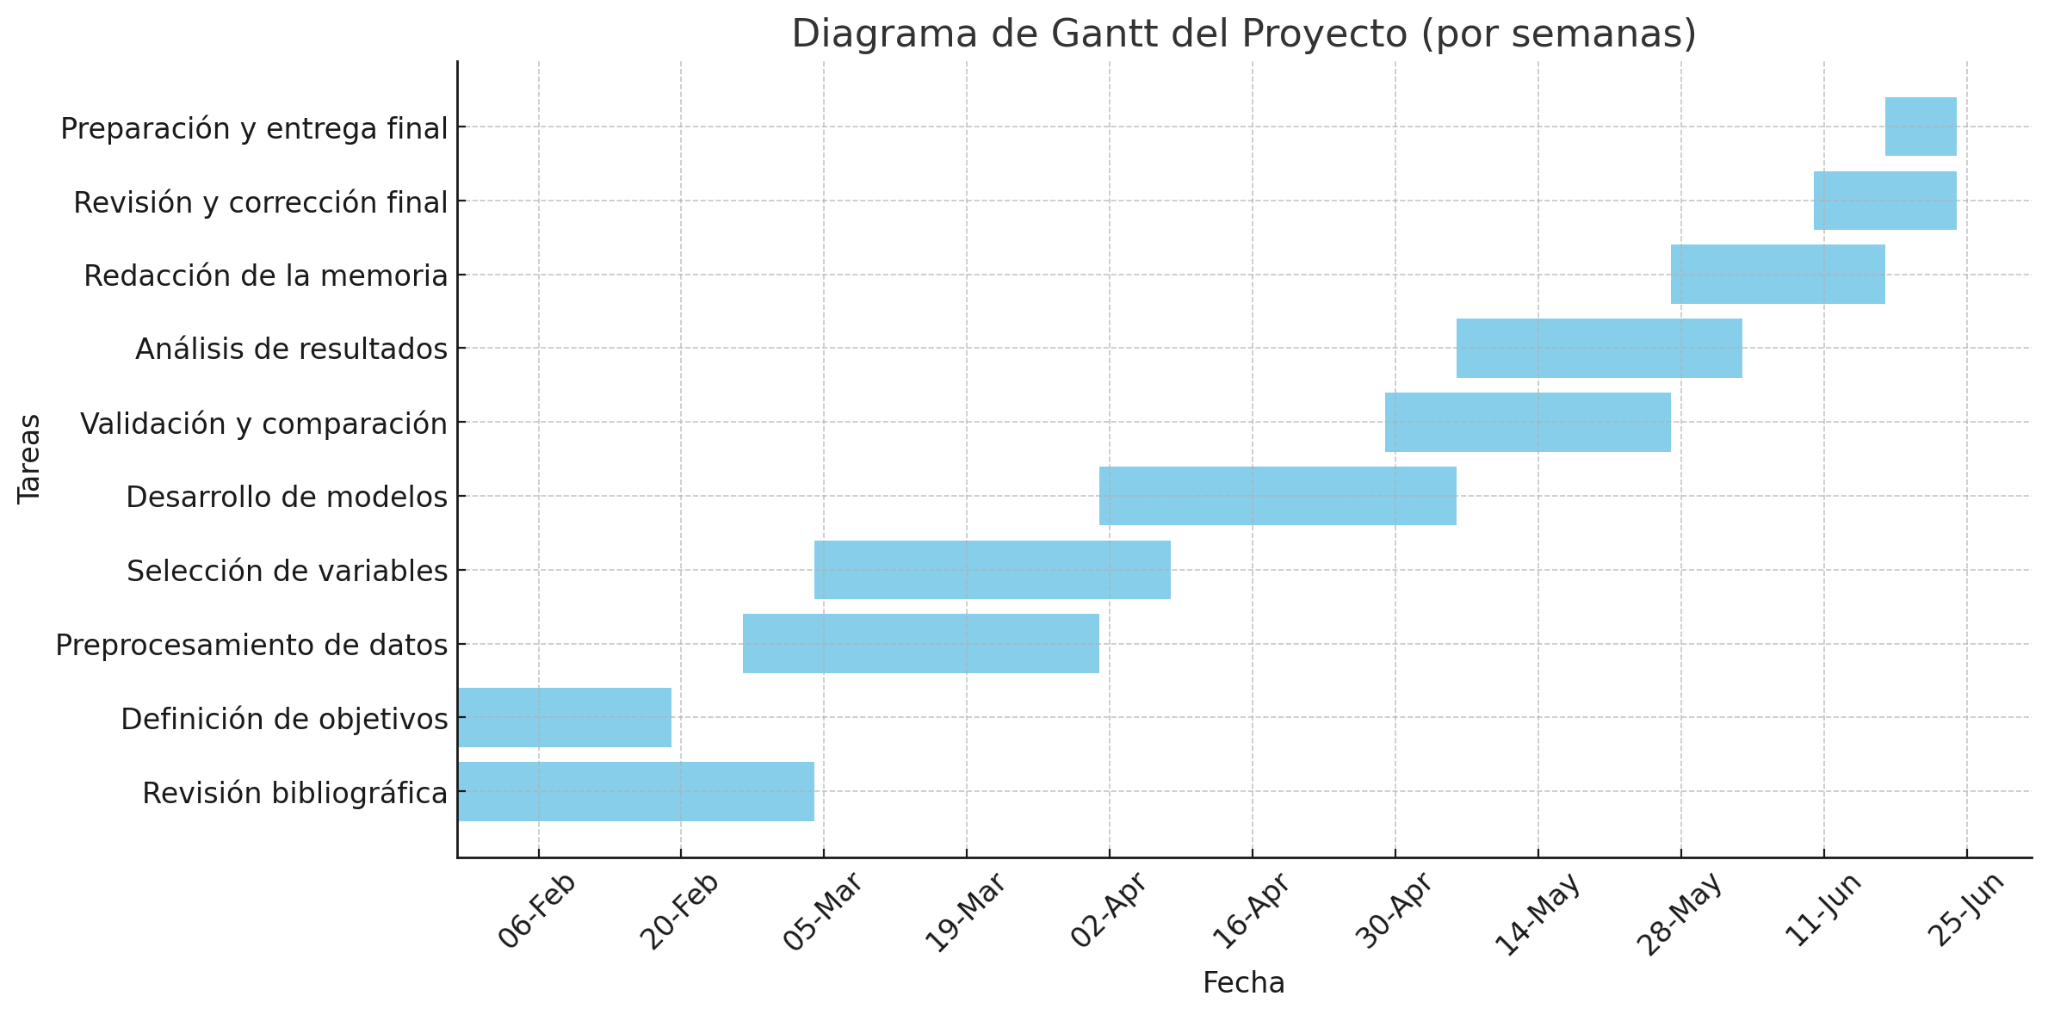 Diagrama de Gantt del Proyecto (por semanas)
Tareas
Preparación y entrega final
Revisión y corrección final
Redacción de la memoria
Análisis de resultados
Validación y comparación
Desarrollo de modelos
Selección de variables
Preprocesamiento de datos
Definición de objetivos
Revisión bibliográfica
06-Feb
20-Feb
05-Mar
19-Mar
02-Apr
16-Apr
30-Apr
14-May
28-May
11-Jun
25-Jun
Fecha